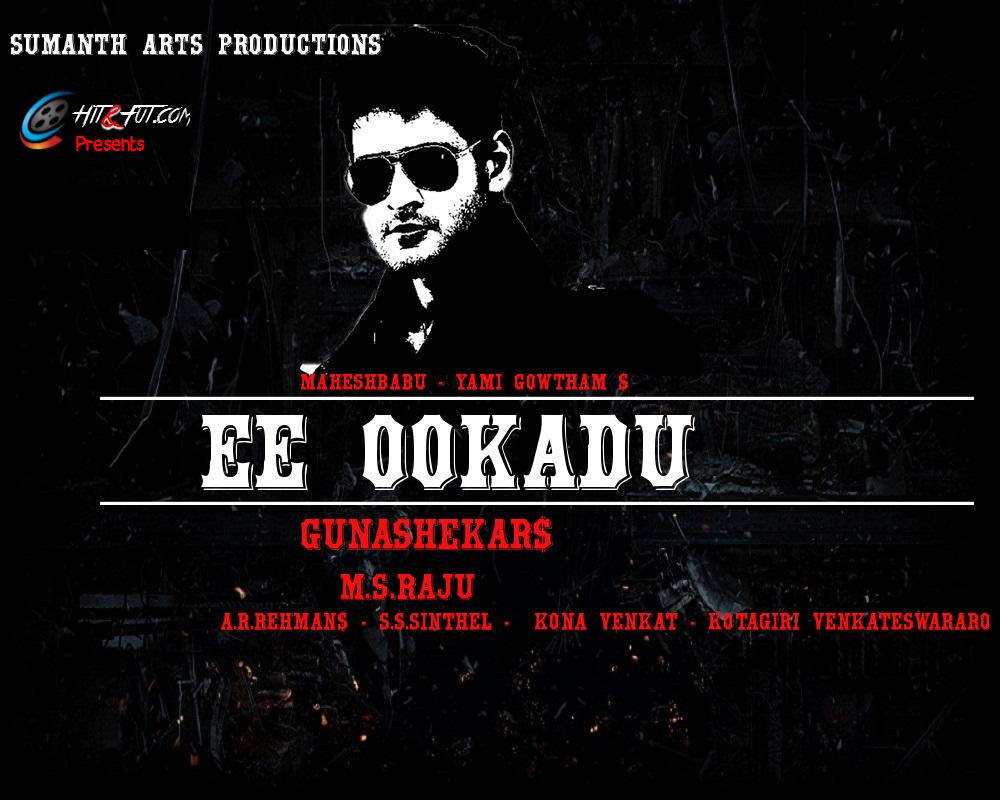 SUMANTH ARTS PRODUCTIONS
HIT&FUT.COM
Presents
MAHESHBABU - YAMI GOWTHAM $
EE OOKADU
GUNASHEKAR$
M.S.RAJU
A.R.REHMAN$ - S.S.SINTHEL - KONA VENKAT - KOTAGIRI VENKATESWARARO